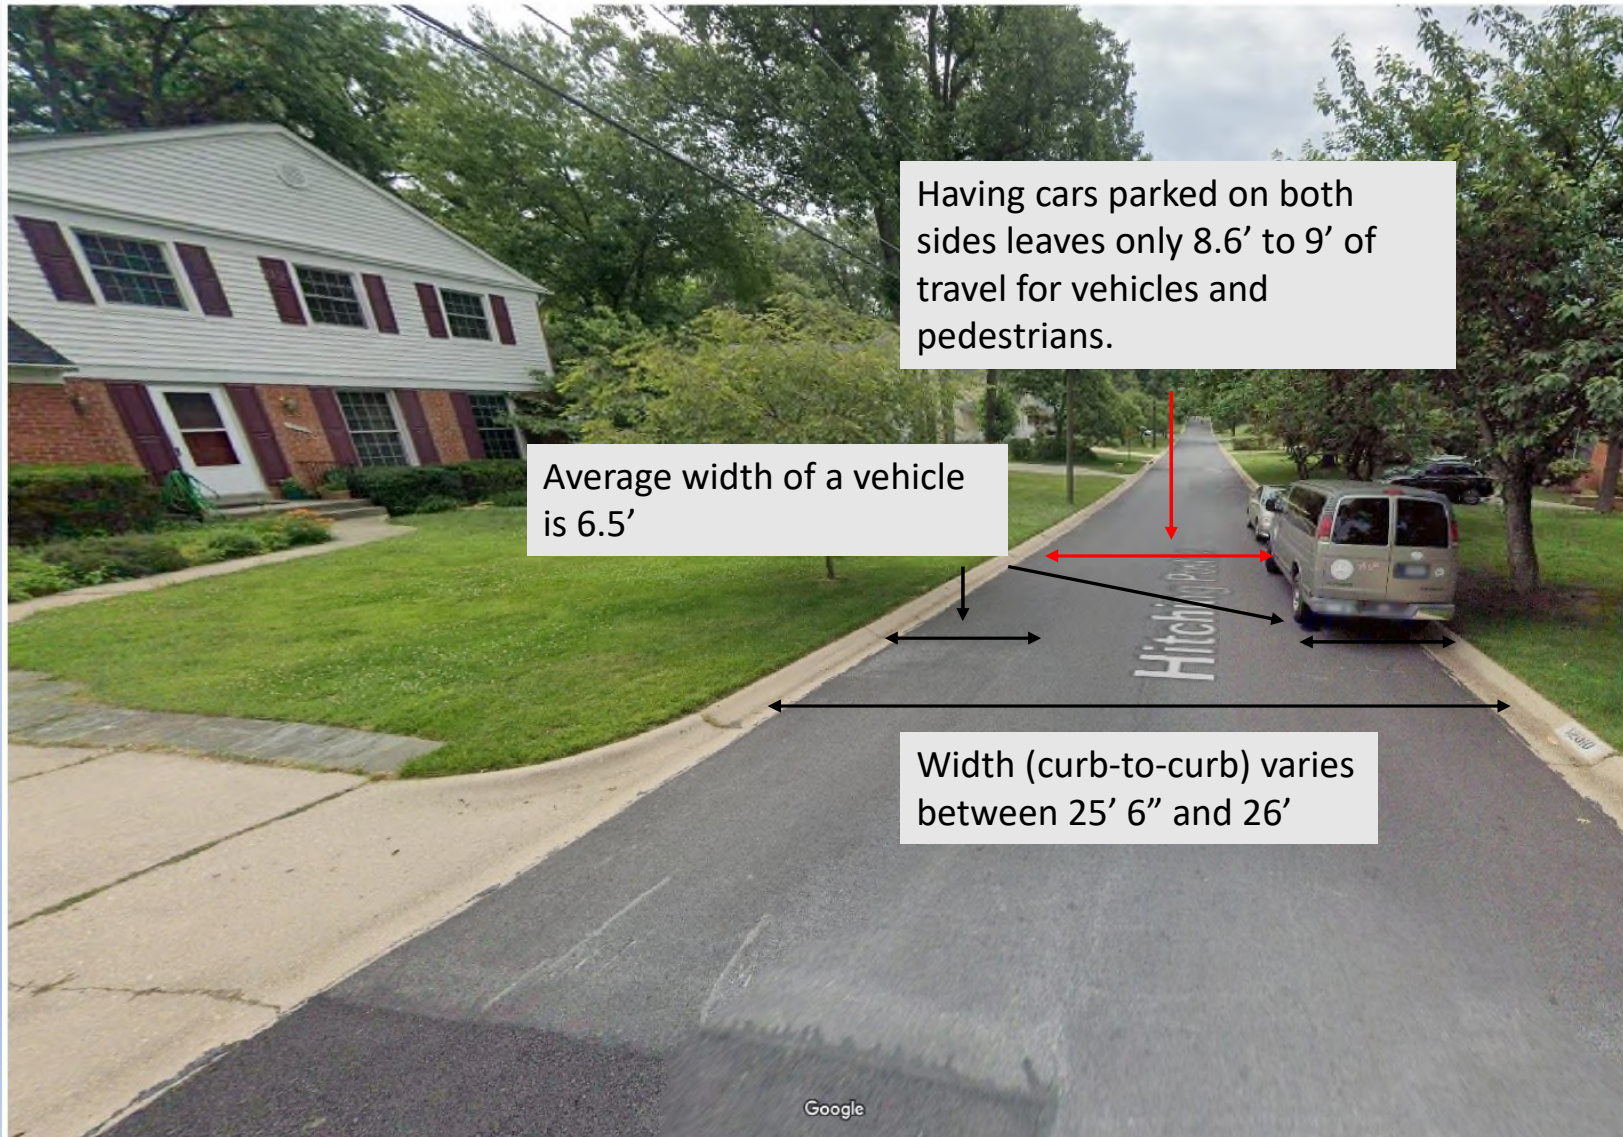 Having cars parked on both
sides leaves only 8.6’ to 9’ of
travel for vehicles and
pedestrians.
Average width of a vehicle
is 6.5’
Width (curb-to-curb) varies
between 25’ 6” and 26’
Google